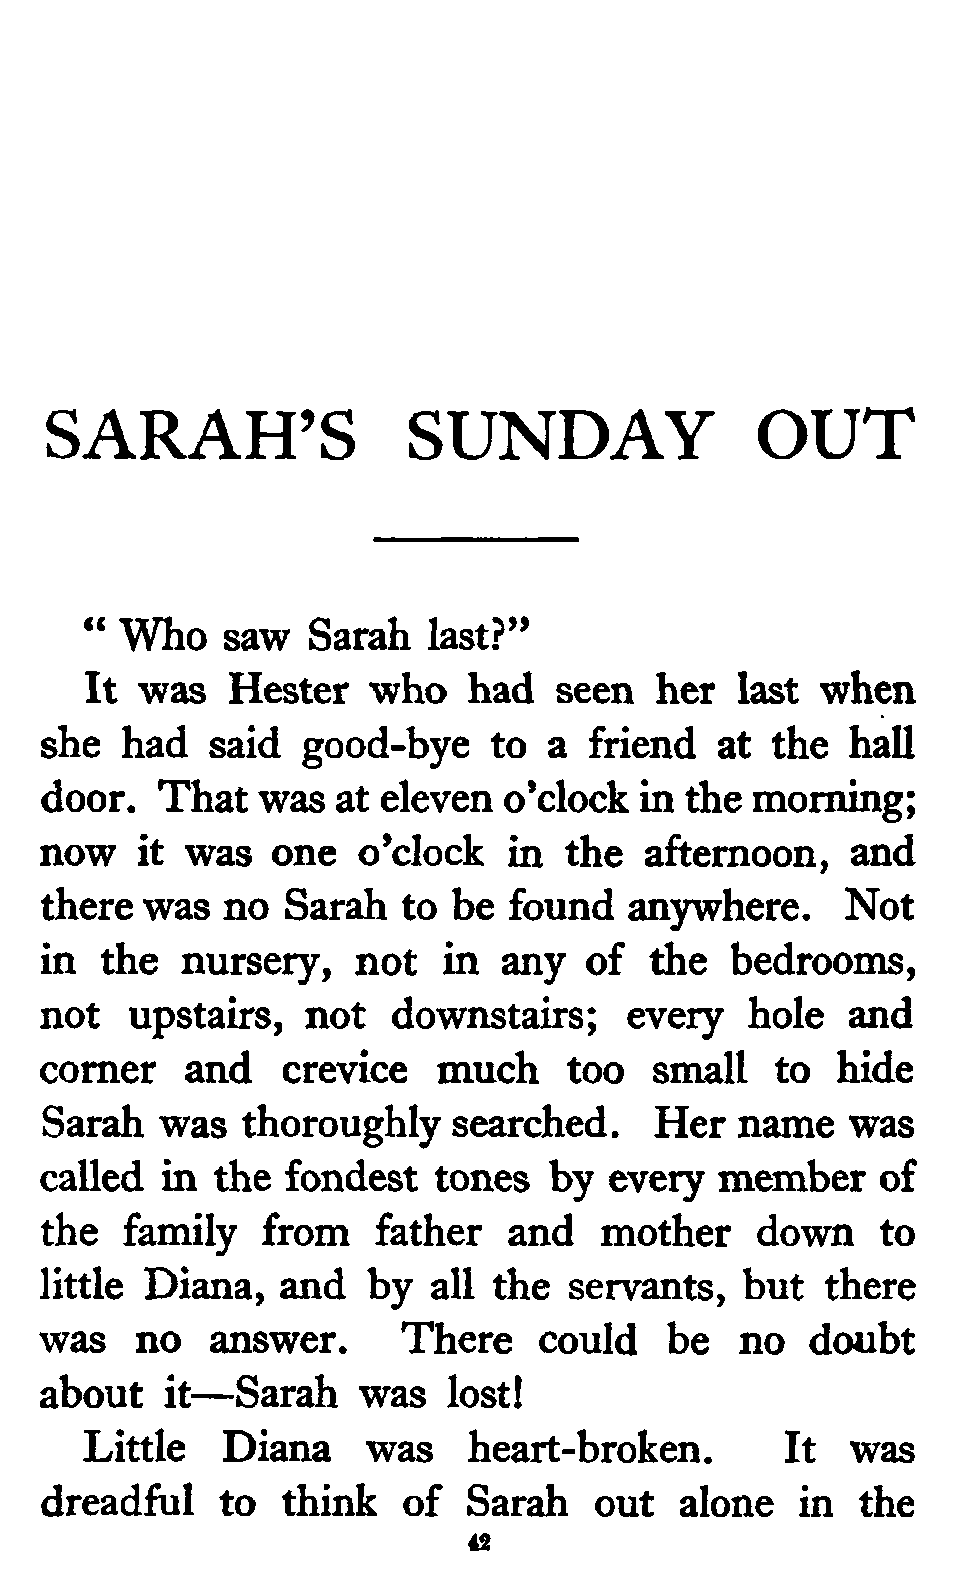 SARAH'S SUNDAY OUT
“ Who saw Sarah last?”
It was Hester who had seen her last when
she had said good-bye to a friend at the hall
door. That was at eleven o’clock in the morning;
now it was one o’clock in the afternoon, and
there was no Sarah to be found anywhere. Not
in the nursery, not in any of the bedrooms,
not upstairs, not downstairs; every hole and
corner and crevice much too small to hide
Sarah was thoroughly searched. Her name was
called in the fondest tones by every member of
the family from father and mother down to
little Diana, and by all the servants, but there
was no answer. There could be no doubt
about it—Sarah was lost!
Little Diana was heart-broken. It was
dreadful to think of Sarah out alone in the
42